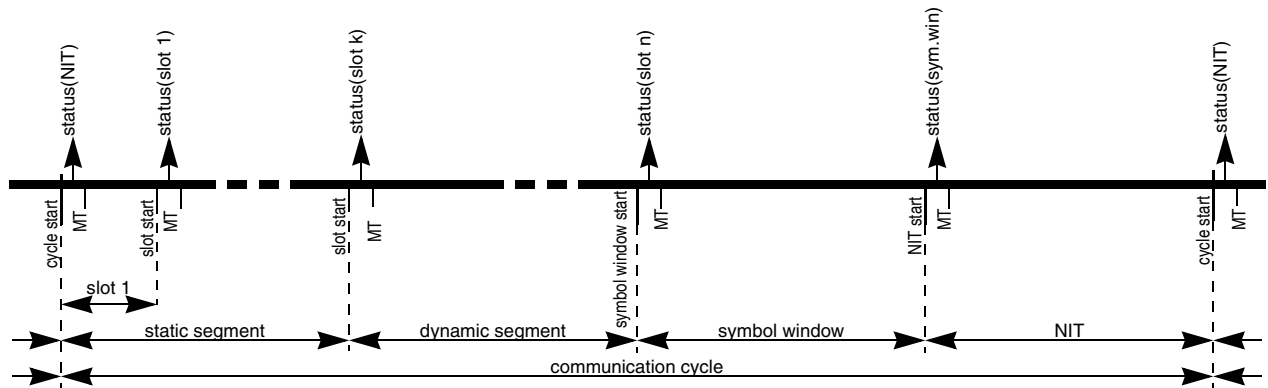 status(NIT)
status(slot 1)
status(slot k)
status(slot n)
status(sym.win)
status(NIT)
cycle start
MT
slot start
MT
slot start
MT
symbol window start
MT
NIT start
MT
cycle start
MT
slot 1
static segment
dynamic segment
symbol window
NIT
communication cycle